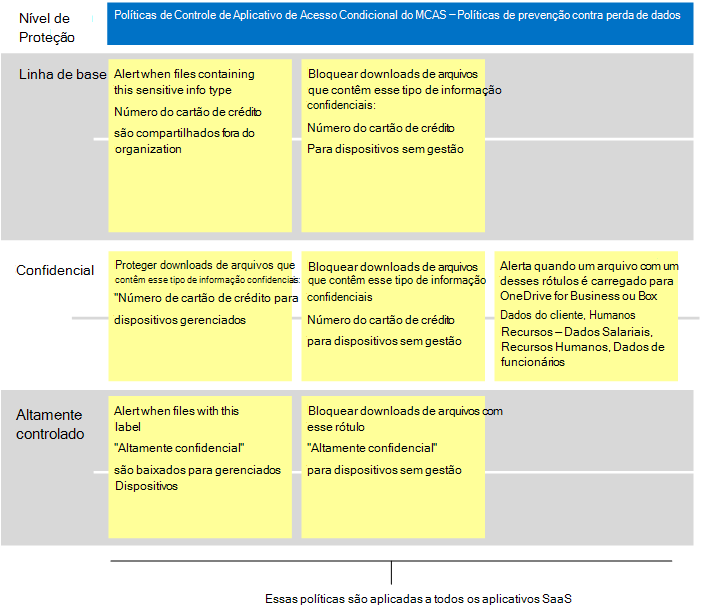 Nível de
Proteção
Políticas de Controle de Aplicativo de Acesso Condicional do MCAS – Políticas de prevenção contra perda de dados
Linha de base
Alert when files containing
this sensitive info type
Número do cartão de crédito
são compartilhados fora do
organization
Bloquear downloads de arquivos
que contêm esse tipo de informação
confidenciais:
Número do cartão de crédito
Para dispositivos sem gestão
Confidencial
Proteger downloads de arquivos que
contêm esse tipo de informação confidenciais:
"Número de cartão de crédito para
dispositivos gerenciados
Bloquear downloads de arquivos
que contêm esse tipo de informação
confidenciais
Número do cartão de crédito
para dispositivos sem gestão
Alerta quando um arquivo com um
desses rótulos é carregado para
OneDrive for Business ou Box
Dados do cliente, Humanos
Recursos – Dados Salariais,
Recursos Humanos, Dados de
funcionários
Altamente
controlado
Alert when files with this
label
"Altamente confidencial"
são baixados para gerenciados
Dispositivos
Bloquear downloads de arquivos com
esse rótulo
"Altamente confidencial"
para dispositivos sem gestão
Essas políticas são aplicadas a todos os aplicativos SaaS